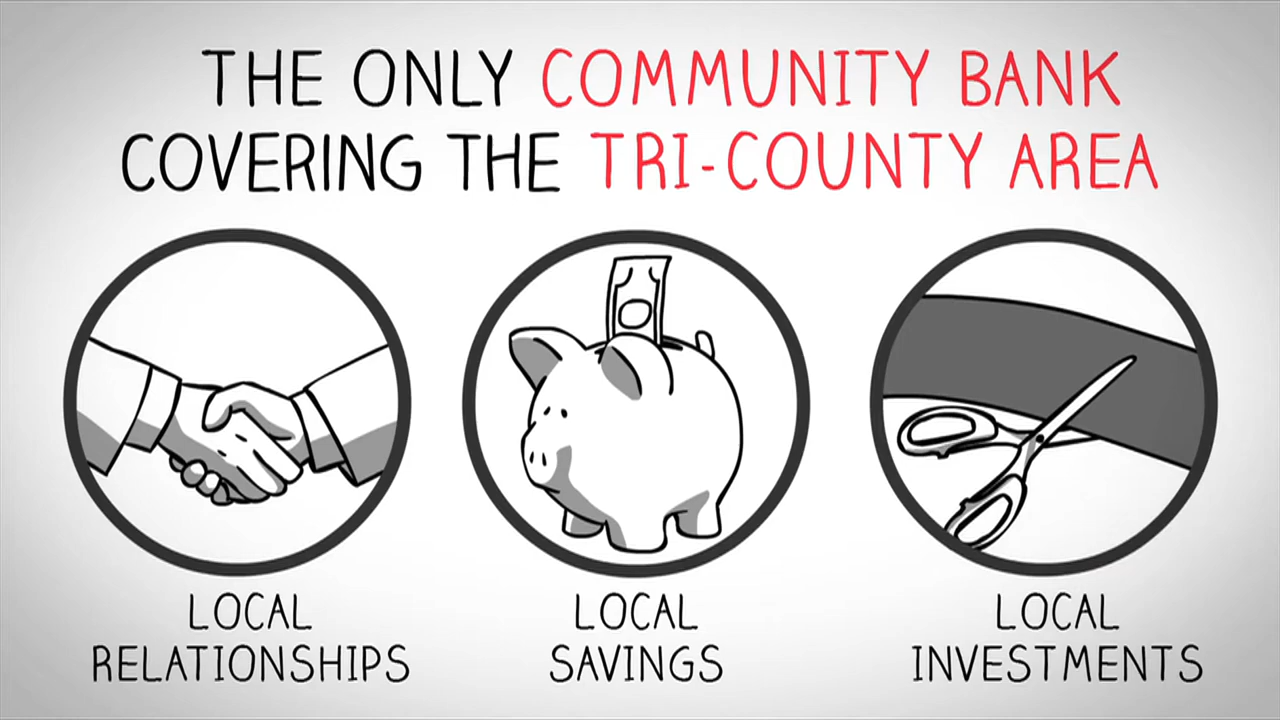 THE ONLY COMMUNITY BANK
COVERING THE TRI-COUNTY AREA
LOCAL
RELATIONSHIPS
LOCAL
SAVINGS
LOCAL
INVESTMENTS